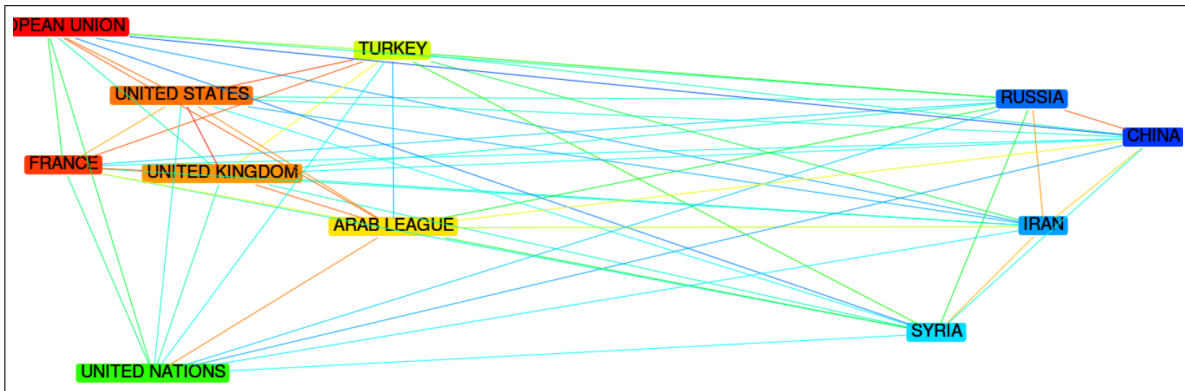 OPEAN UNION
TURKEY
UNITED STATES
RUSSIA
CHINA
FRANCE
UNITED KINGDOM
ARAB LEAGUE
IRAN
SYRIA
UNITED NATIONS